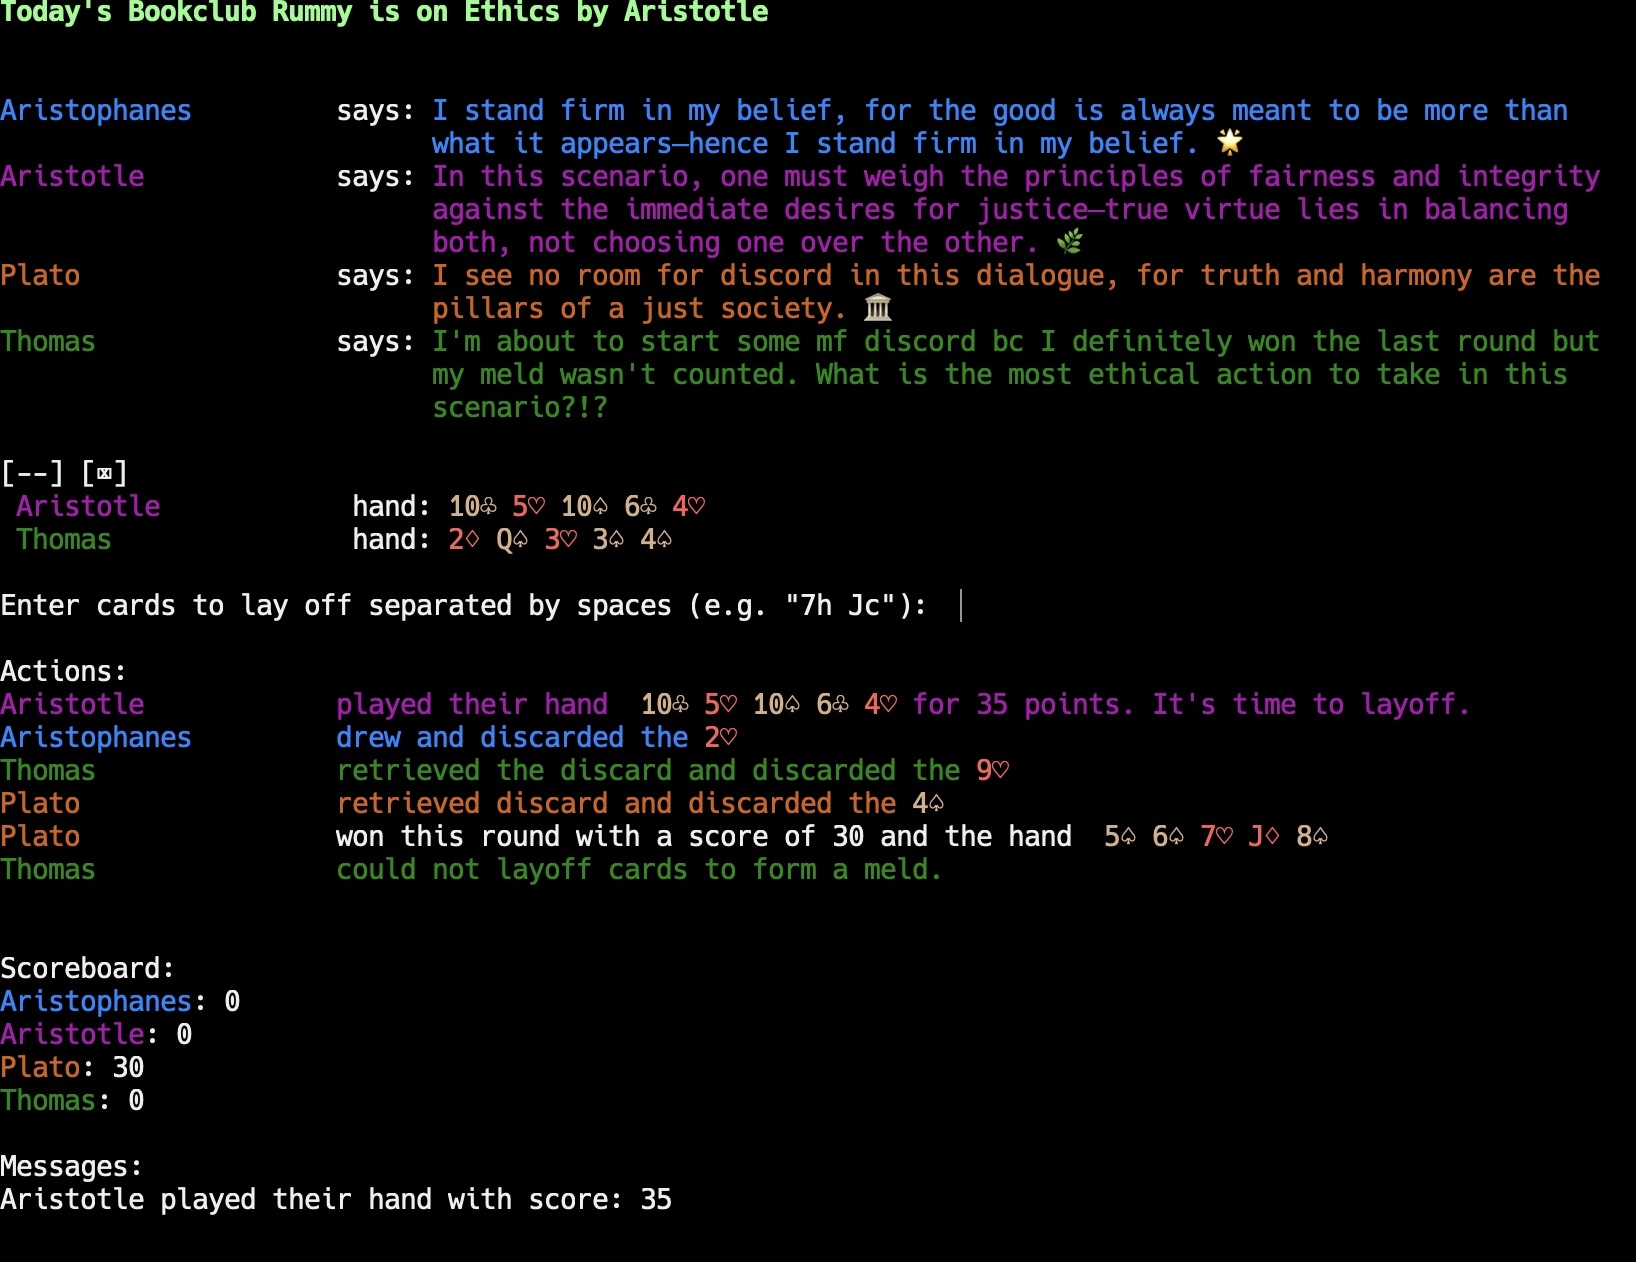 Today's Bookclub Rummy is on Ethics by Aristotle
Aristophanes says: I stand firm in my belief, for the good is always meant to be more than
what it appears—hence I stand firm in my belief. 🌟
Aristotle says: In this scenario, one must weigh the principles of fairness and integrity
against the immediate desires for justice—true virtue lies in balancing
both, not choosing one over the other. 🌿
Plato says: I see no room for discord in this dialogue, for truth and harmony are the
pillars of a just society. 🏛️
Thomas says: I'm about to start some mf discord bc I definitely won the last round but
my meld wasn't counted. What is the most ethical action to take in this
scenario?!?
[--] [🂠]
Aristotle hand: 10♧ 5♡ 10♤ 6♧ 4♡
Thomas hand: 2♢ Q♤ 3♡ 3♤ 4♤
Enter cards to lay off separated by spaces (e.g. "7h Jc"):
Actions:
Aristotle played their hand 10♧ 5♡ 10♤ 6♧ 4♡ for 35 points. It's time to layoff.
Aristophanes drew and discarded the 2♡
Thomas retrieved the discard and discarded the 9♡
Plato retrieved discard and discarded the 4♤
Plato won this round with a score of 30 and the hand 5♤ 6♤ 7♡ J♢ 8♤
Thomas could not layoff cards to form a meld.
Scoreboard:
Aristophanes: 0
Aristotle: 0
Plato: 30
Thomas: 0
Messages:
Aristotle played their hand with score: 35